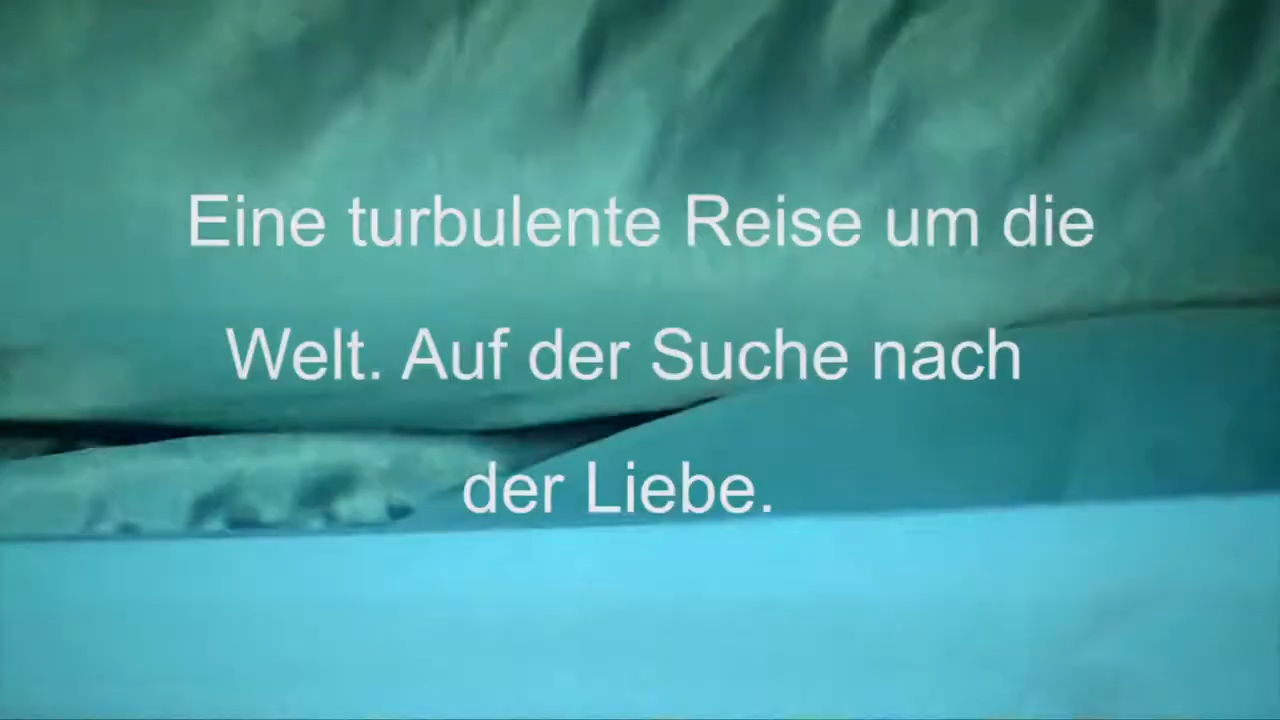 Eine turbulente Reise um die
Welt. Auf der Suche nach
der Liebe.